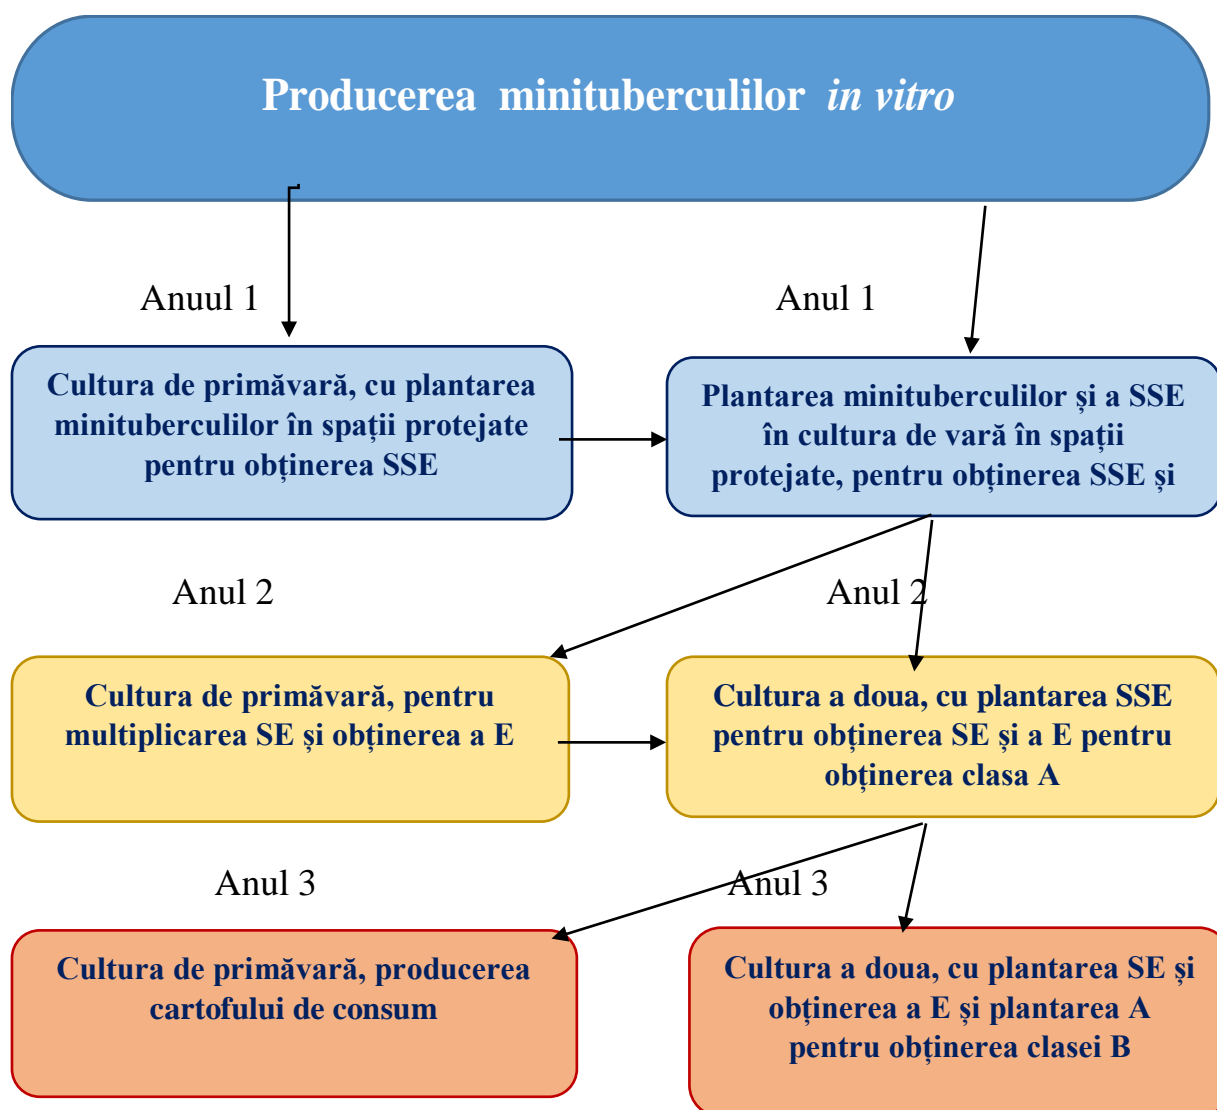 Producerea minituberculilor in vitro
Anuul 1
Anul 1
Cultura de primăvară, cu plantarea
minituberculilor în spații protejate
pentru obținerea SSE
Plantarea minituberculilor și a SSE
în cultura de vară în spații
protejate, pentru obținerea SSE și
Anul 2
Anul 2
Cultura de primăvară, pentru
multiplicarea SE și obținerea a E
Cultura a doua, cu plantarea SSE
pentru obținerea SE și a E pentru
obținerea clasa A
Anul 3
Anul 3
Cultura de primăvară, producerea
cartofului de consum
Cultura a doua, cu plantarea SE și
obținerea a E și plantarea A
pentru obținerea clasei B